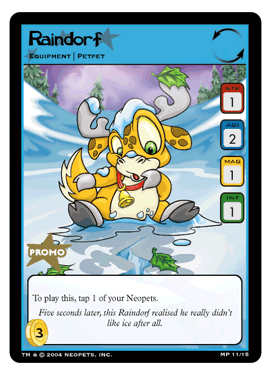 Raindorf
Equipment | Petpet
STR
1
AGI
2
MAG
1
INT
1
PROMO
To play this, tap 1 of your Neopets.
Five seconds later, this Raindorf realised he really didn't
like ice after all.
3
TM & © 2004 NEOPETS, INC.
MP 11/15